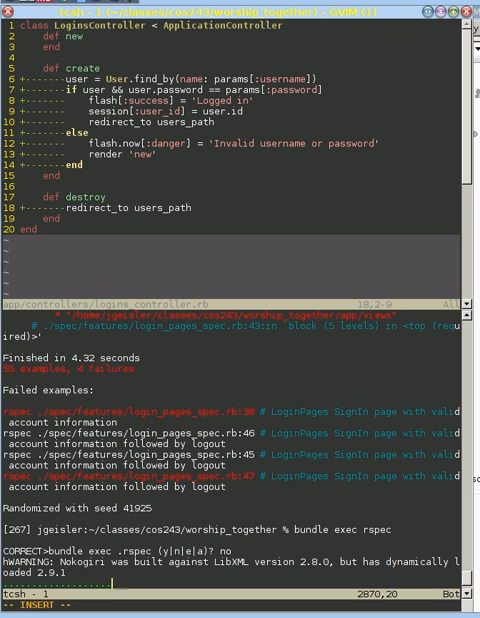 tcsh - 1 (~/classes/cos243/worship_together) - GVIM (1)
1 class LoginsController < ApplicationController
2     def new
3     end
4
5     def create
6 +-------user = User.find_by(name: params[:username])
7 +-------if user && user.password == params[:password]
8 +-------    flash[:success] = 'Logged in'
9 +-------    session[:user_id] = user.id
10 +-------    redirect_to users_path
11 +-------else
12 +-------    flash.now[:danger] = 'Invalid username or password'
13 +-------    render 'new'
14 +-------end
15     end
16
17     def destroy
18 +-------redirect_to users_path
19     end
20 end
~
~
~
~
~
~
app/controllers/logins_controller.rb 18,2-9 All
* "/home/jgeisler/classes/cos243/worship_together/app/views"
# ./spec/features/login_pages_spec.rb:43:in `block (5 levels) in <top (requ
ired)>'
Finished in 4.32 seconds
55 examples, 4 failures
Failed examples:
rspec ./spec/features/login_pages_spec.rb:38 # LoginPages SignIn page with valid
account information
rspec ./spec/features/login_pages_spec.rb:46 # LoginPages SignIn page with valid
account information followed by logout
rspec ./spec/features/login_pages_spec.rb:45 # LoginPages SignIn page with valid
account information followed by logout
rspec ./spec/features/login_pages_spec.rb:47 # LoginPages SignIn page with valid
account information followed by logout
Randomized with seed 41925
[267] jgeisler:~/classes/cos243/worship_together % bundle exec rspec
CORRECT>bundle exec .rspec (y|n|e|a)? no
hWARNING: Nokogiri was built against LibXML version 2.8.0, but has dynamically l
oaded 2.9.1
...................
tcsh - 1 2870,20 Bot
-- INSERT --